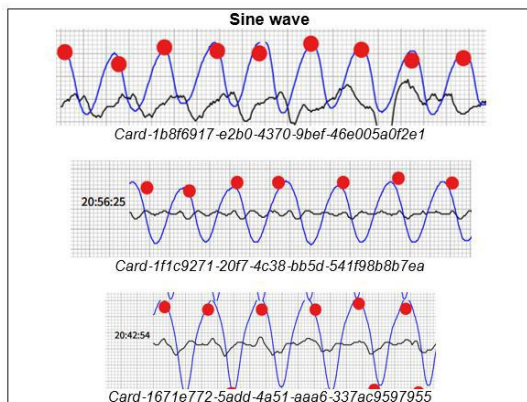 Sine wave
Card-1b8f6917-e2b0-4370-9bef-46e005a0f2e1
20:56:25
Card-1f1c9271-20f7-4c38-bb5d-541f98b8b7ea
20:42:54
Card-1671e772-5add-4a51-aaa6-337ac9597955